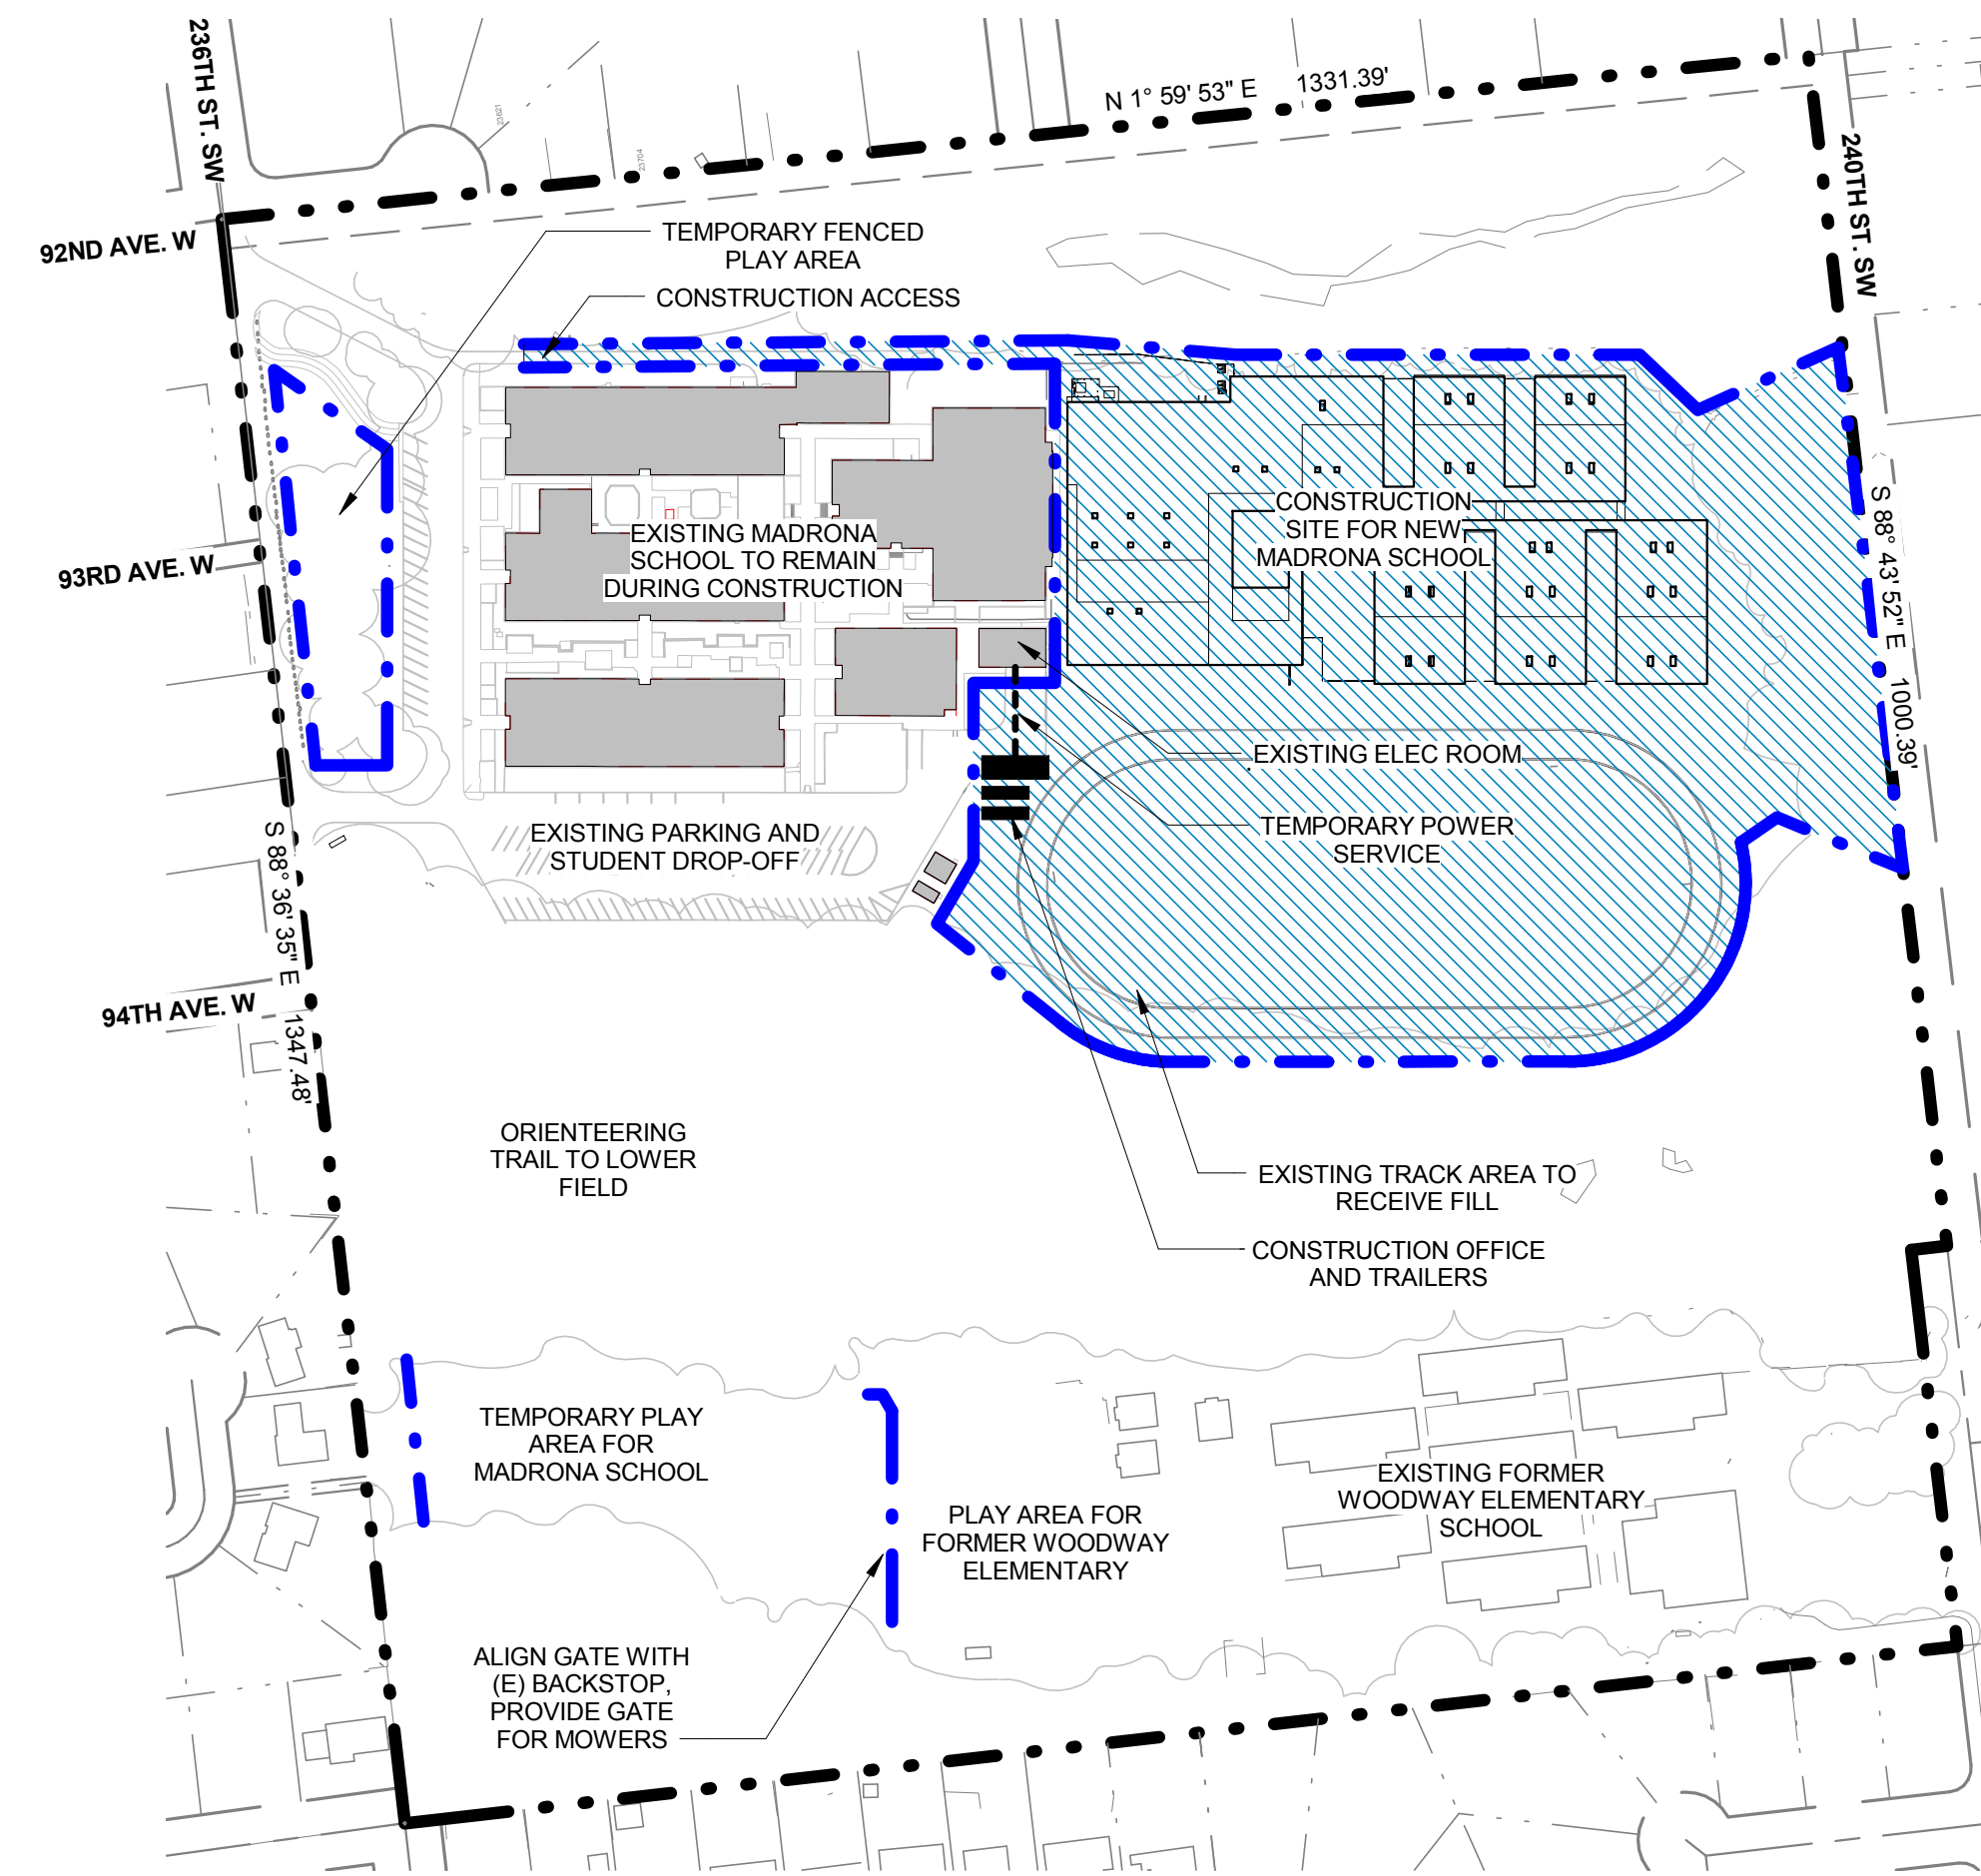 236TH ST. SW
23621
23704
N 1° 59' 53" E 1331.39'
240TH ST. SW
92ND AVE. W
TEMPORARY FENCED
PLAY AREA
CONSTRUCTION ACCESS
93RD AVE. W
EXISTING MADRONA
SCHOOL TO REMAIN
DURING CONSTRUCTION
CONSTRUCTION
SITE FOR NEW
MADRONA SCHOOL
S 88° 43' 52" E 1000.39'
EXISTING ELEC ROOM
TEMPORARY POWER
SERVICE
EXISTING PARKING AND
STUDENT DROP-OFF
S 88° 36' 35" E 1347.48'
94TH AVE. W
ORIENTEERING
TRAIL TO LOWER
FIELD
EXISTING TRACK AREA TO
RECEIVE FILL
CONSTRUCTION OFFICE
AND TRAILERS
TEMPORARY PLAY
AREA FOR
MADRONA SCHOOL
PLAY AREA FOR
FORMER WOODWAY
ELEMENTARY
EXISTING FORMER
WOODWAY ELEMENTARY
SCHOOL
ALIGN GATE WITH
(E) BACKSTOP,
PROVIDE GATE
FOR MOWERS